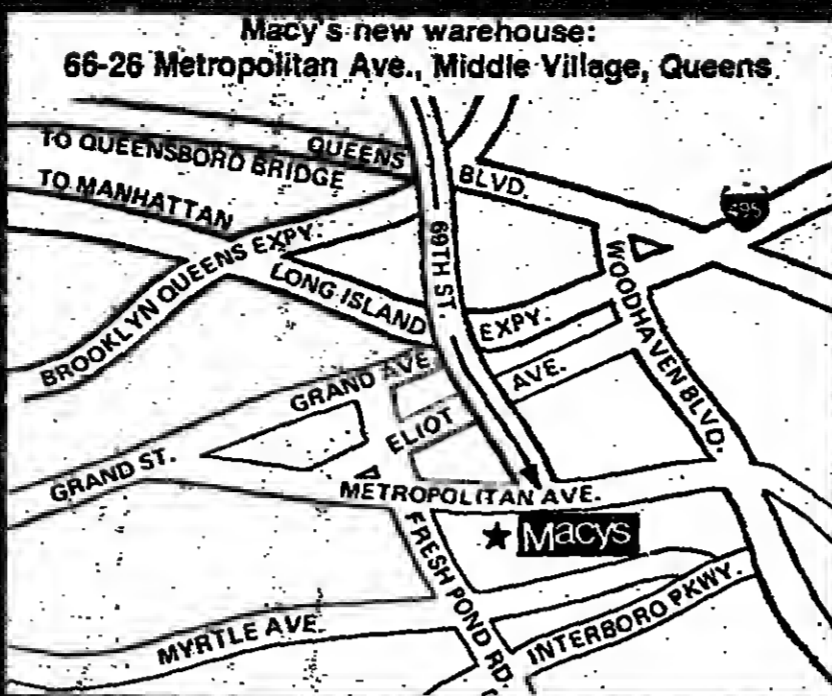 Macy's new warehouse:
66-26 Metropolitan Ave., Middle Village, Queens
QUEENS
BLVD.
TO QUEENSBORO BRIDGE
TO MANHATTAN
495
BROOKLYN QUEENS EXPY.
LONG ISLAND
EXPY.
69TH ST.
WOODHAVEN BLVD.
GRAND AVE.
ELIOT
AVE.
GRAND ST.
METROPOLITAN AVE.
Macys
FRESH POND RD.
MYRTLE AVE.
INTERBORO PKWY.